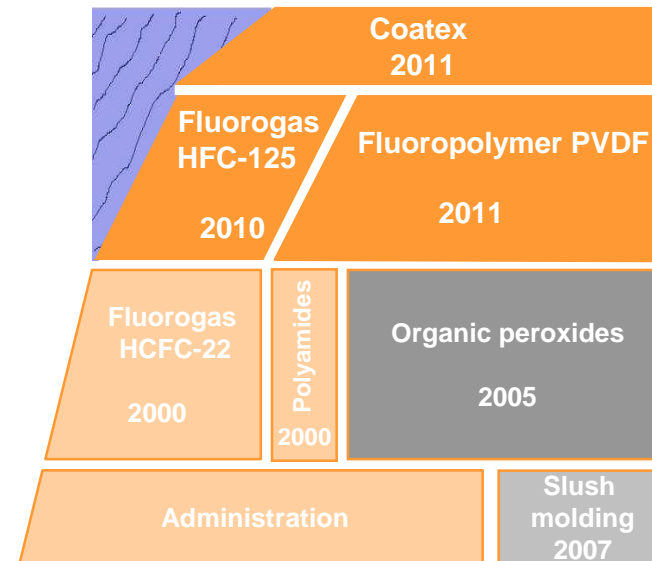 Coatex
2011
Fluorogas
HFC-125
2010
Fluoropolymer PVDF
2011
Fluorogas
HCFC-22
2000
Polyamides
2000
Organic peroxides
2005
Administration
Slush
molding
2007